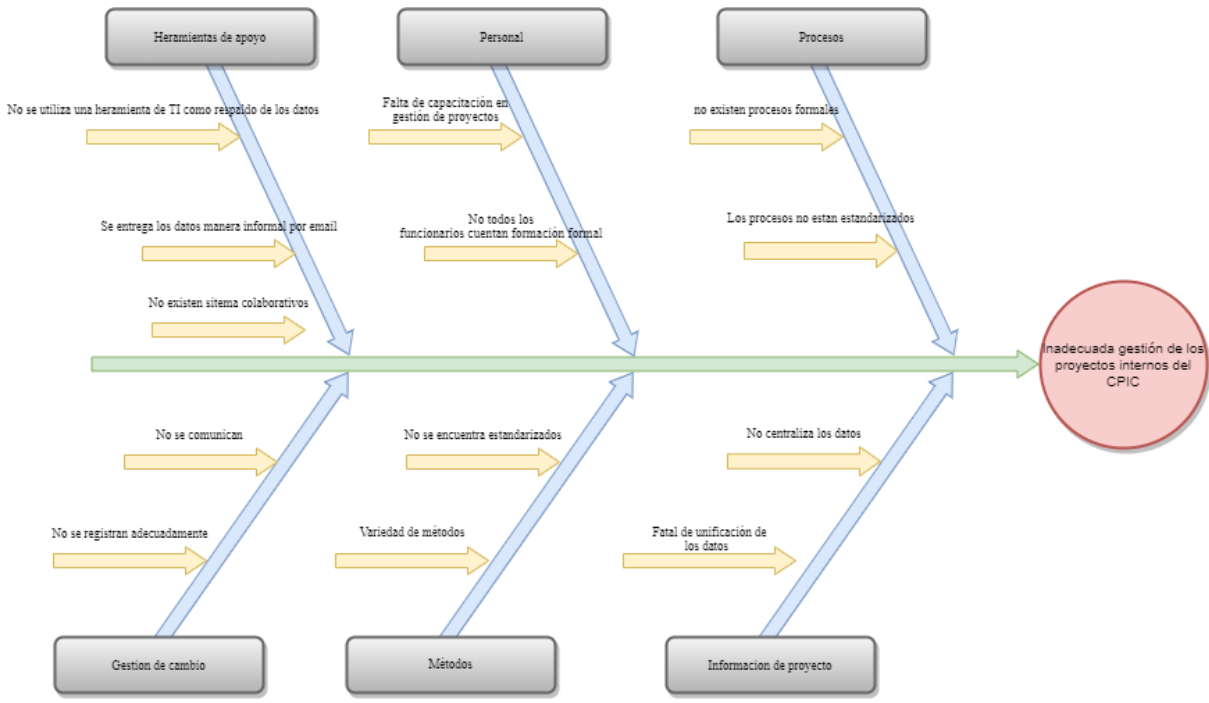 Heramientas de apoyo
Personal
Procesos
No se utiliza una heramienta de TI como respaldo de los datos
Falta de capacitación en
gestión de proyectos
no existen procesos formales
Se entrega los datos manera informal por email
No todos los
funcionarios cuentan formación formal
Los procesos no estan estandarizados
No existen sitema colaborativos
Inadecuada gestión de los
proyectos internos del
CPIC
No se comunican
No se encuentra estandarizados
No centraliza los datos
No se registran adecuadamente
Variedad de métodos
Fatal de unificación de
los datos
Gestion de cambio
Métodos
Informacion de proyecto